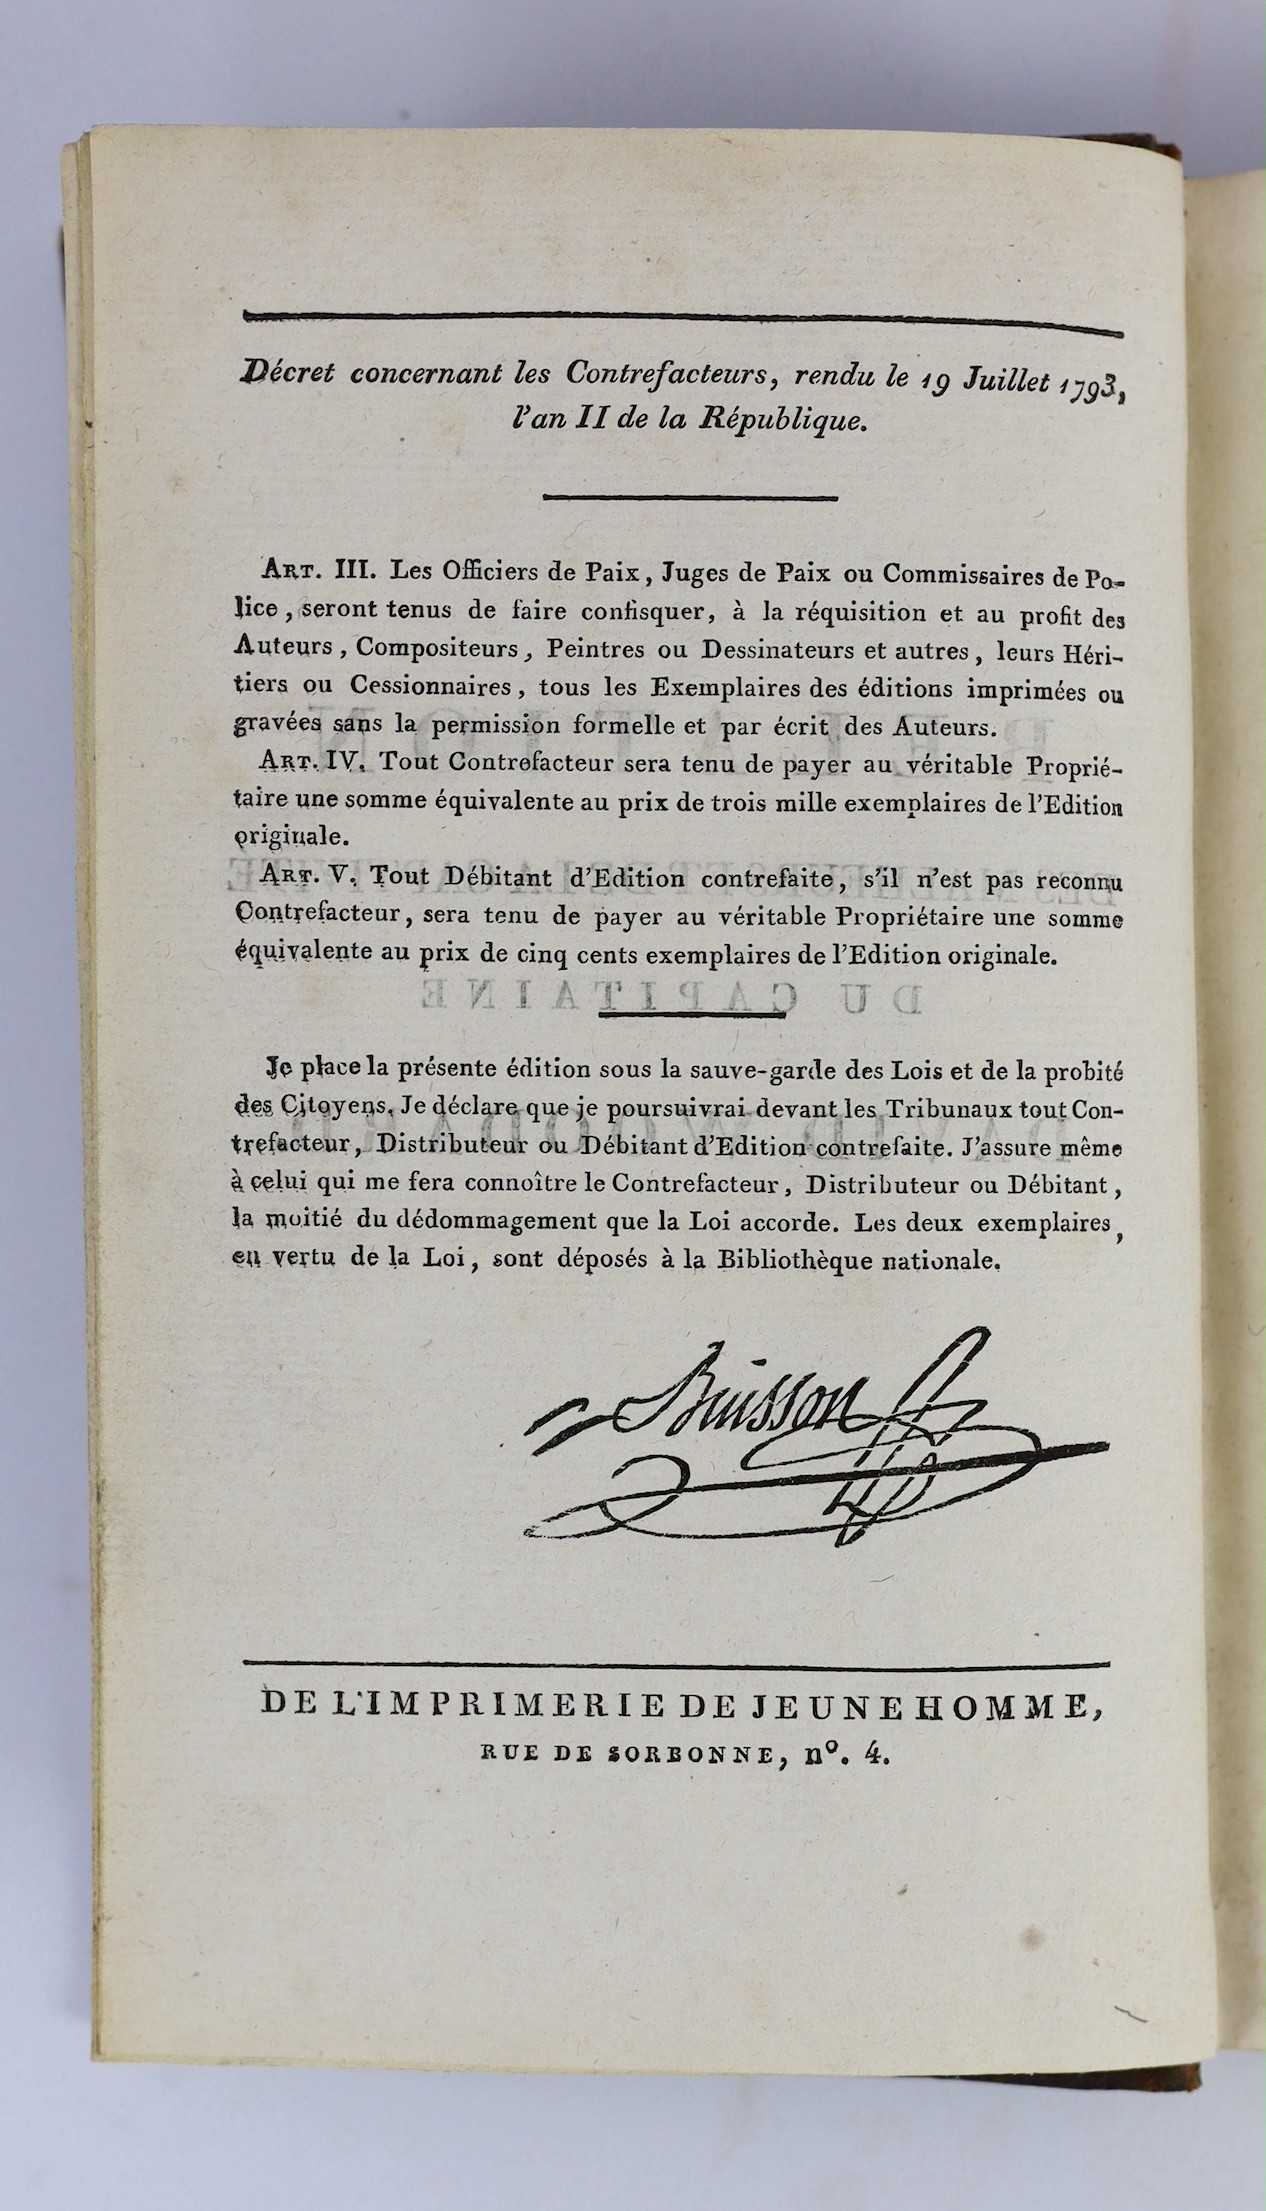 Décret concernant les Contrefacteurs, rendu le 19 Juillet 1793,
l'an II de la République.
ART. III. Les Officiers de Paix, Juges de Paix ou Commissaires de Po-
lice, seront tenus de faire confisquer, à la réquisition et au profit des
Auteurs, Compositeurs, Peintres ou Dessinateurs et autres, leurs Héri-
tiers ou Cessionnaires, tous les Exemplaires des éditions imprimées ou
gravées sans la permission formelle et par écrit des Auteurs.
ART. IV. Tout Contrefacteur sera tenu de payer au véritable Proprié-
taire une somme équivalente au prix de trois mille exemplaires de l'Edition
originale.
ART. V. Tout Débitant d'Edition contrefaite, s'il n'est pas reconnu
Contrefacteur, sera tenu de payer au véritable Propriétaire une somme
équivalente au prix de cinq cents exemplaires de l'Edition originale.
Je place la présente édition sous la sauve-garde des Lois et de la probité
des Citoyens. Je déclare que je poursuivrai devant les Tribunaux tout Con-
trefacteur, Distributeur ou Débitant d'Edition contrefaite. J'assure même
à celui qui me fera connoître le Contrefacteur, Distributeur ou Débitant,
la moitié du dédommagement que la Loi accorde. Les deux exemplaires,
en vertu de la Loi, sont déposés à la Bibliothèque nationale.
Buisson
DE L'IMPRIMERIE DE JEUNEHOMME,
RUE DE SORBONNE, nº. 4.